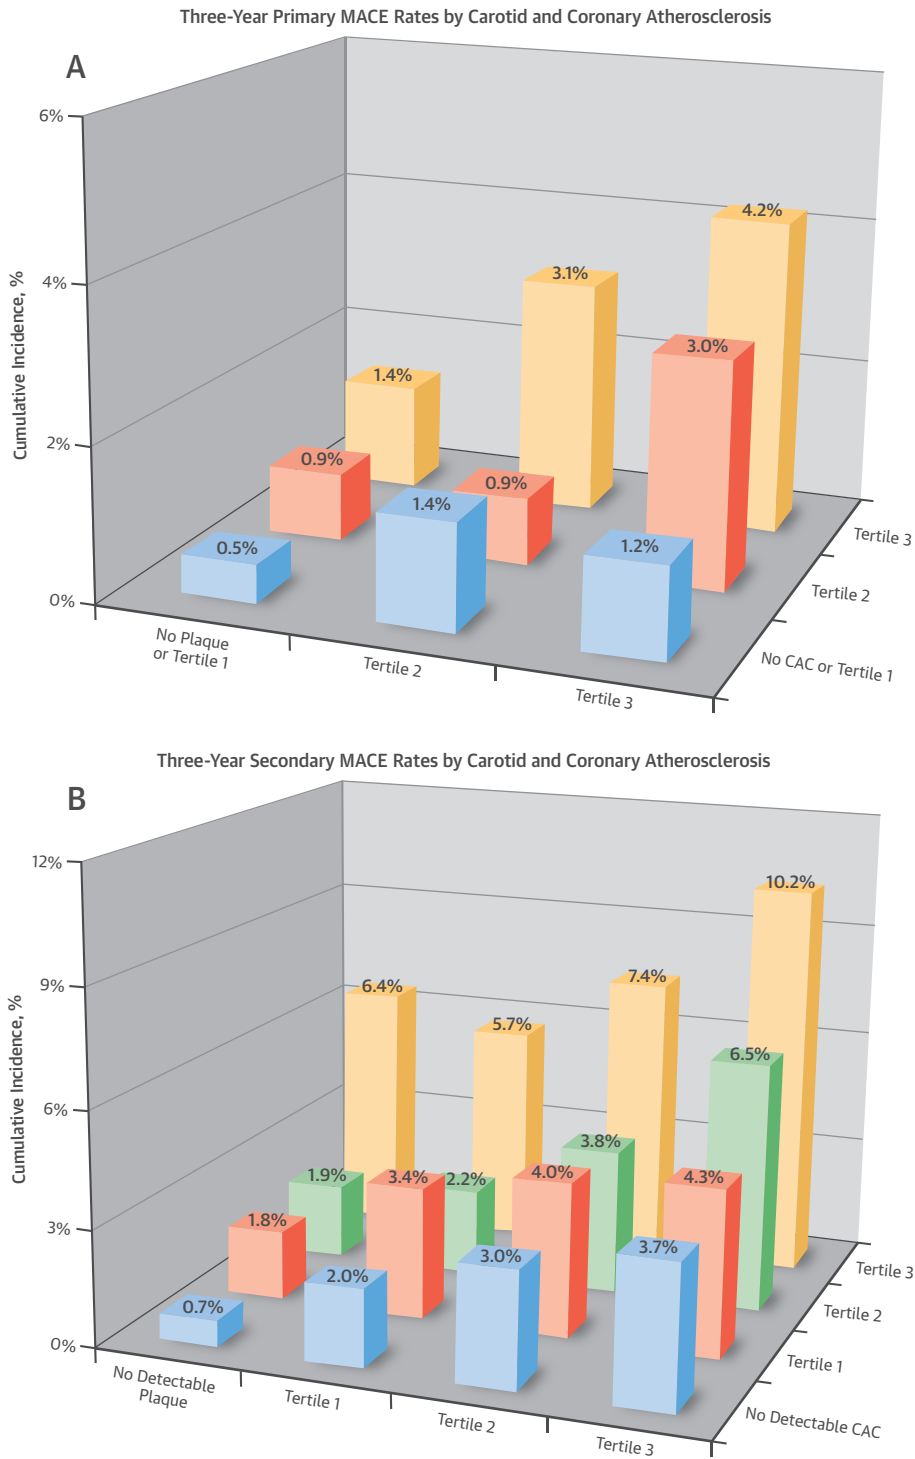 Three-Year Primary MACE Rates by Carotid and Coronary Atherosclerosis
A
6%
4%
2%
0%
Cumulative Incidence, %
4.2%
3.1%
3.0%
1.4%
0.9%
0.9%
1.4%
0.5%
1.2%
No Plaque
or Tertile 1
Tertile 2
Tertile 3
Tertile 3
Tertile 2
No CAC or Tertile 1
Three-Year Secondary MACE Rates by Carotid and Coronary Atherosclerosis
B
12%
9%
6%
3%
0%
Cumulative Incidence, %
10.2%
6.4%
7.4%
5.7%
6.5%
3.8%
1.9%
2.2%
3.4%
4.0%
4.3%
1.8%
0.7%
2.0%
3.0%
3.7%
No Detectable
Plaque
Tertile 1
Tertile 2
Tertile 3
Tertile 3
Tertile 2
Tertile 1
No Detectable CAC